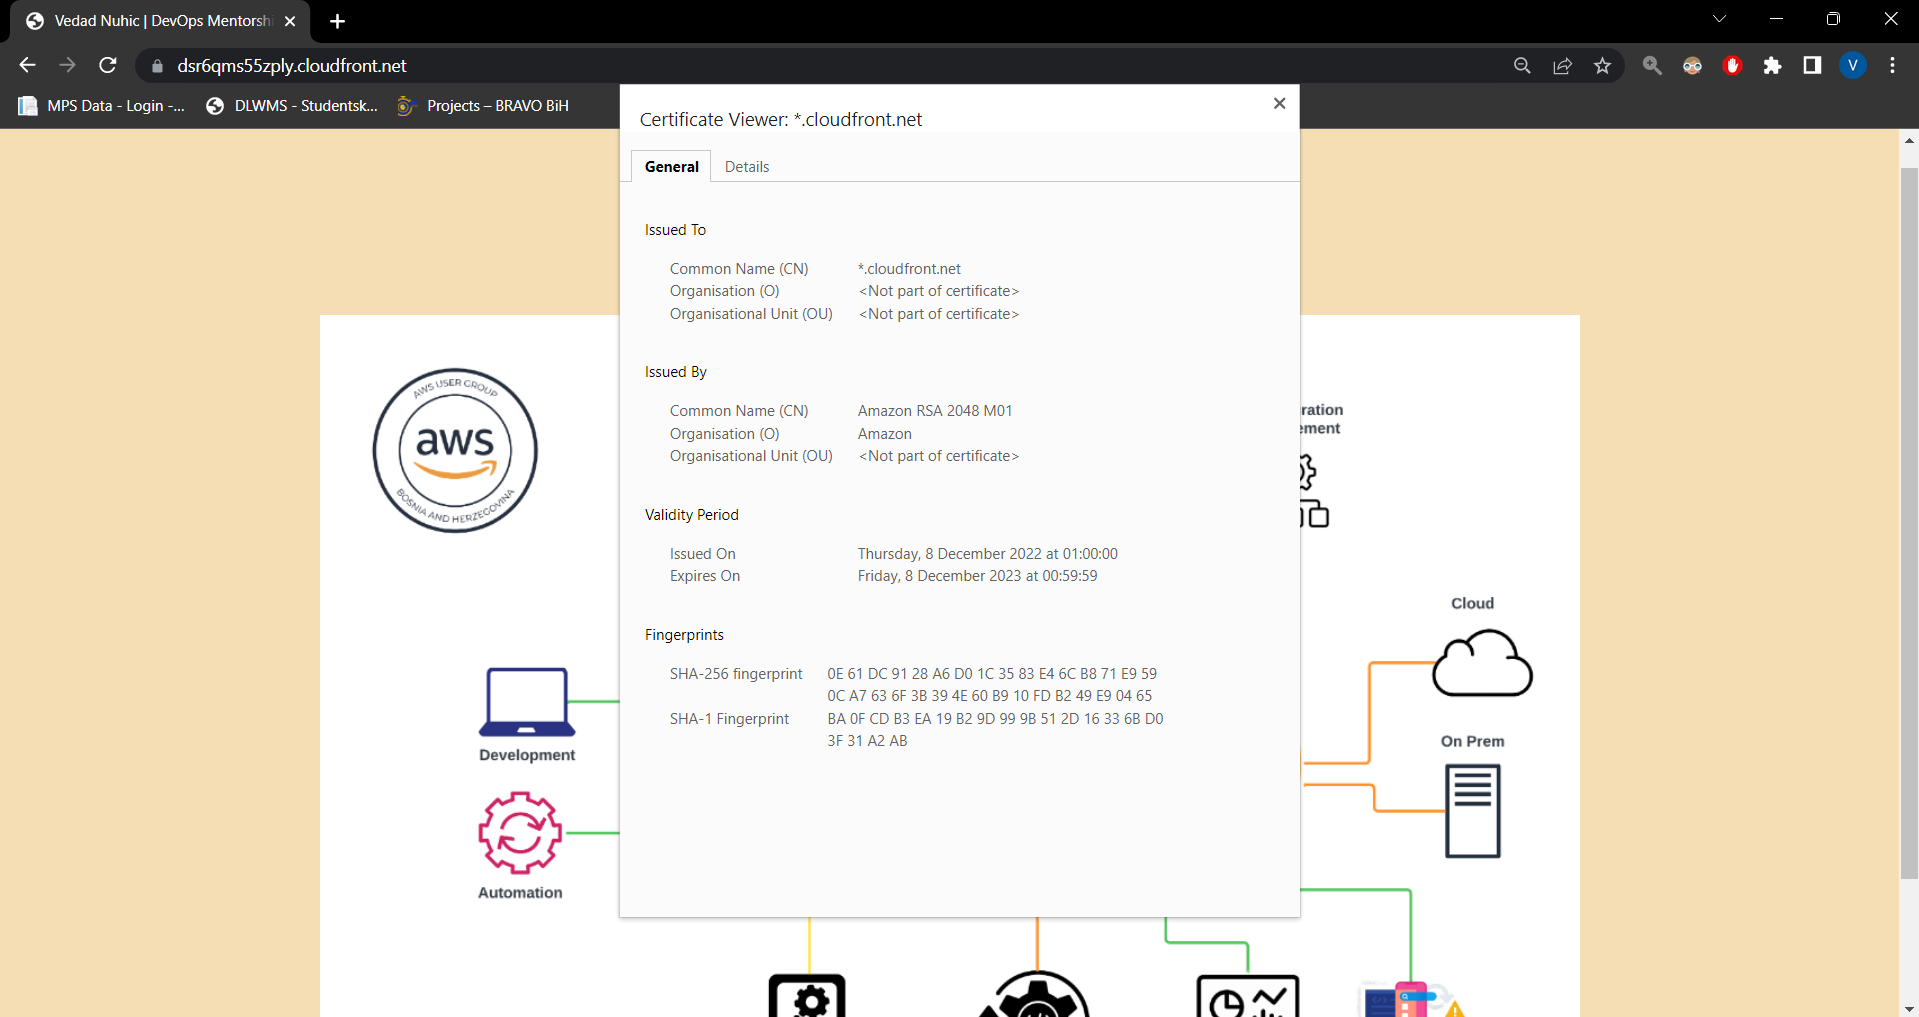 Vedad Nuhic | DevOps Mentorshi
dsr6qms55zply.cloudfront.net
V
MPS Data - Login -... DLWMS - Studentsk... Projects – BRAVO BiH
Certificate Viewer: *.cloudfront.net
General Details
Issued To
Common Name (CN) *.cloudfront.net
Organisation (O) <Not part of certificate>
Organisational Unit (OU) <Not part of certificate>
Issued By
Common Name (CN) Amazon RSA 2048 M01
Organisation (O) Amazon
Organisational Unit (OU) <Not part of certificate>
Validity Period
Issued On Thursday, 8 December 2022 at 01:00:00
Expires On Friday, 8 December 2023 at 00:59:59
Fingerprints
SHA-256 fingerprint 0E 61 DC 91 28 A6 D0 1C 35 83 E4 6C B8 71 E9 59
0C A7 63 6F 3B 39 4E 60 B9 10 FD B2 49 E9 04 65
SHA-1 Fingerprint BA 0F CD B3 EA 19 B2 9D 99 9B 51 2D 16 33 6B D0
3F 31 A2 AB
AWS USER GROUP
aws
BOSNIA AND HERZEGOVINA
ration
ement
Development
Automation
Cloud
On Prem